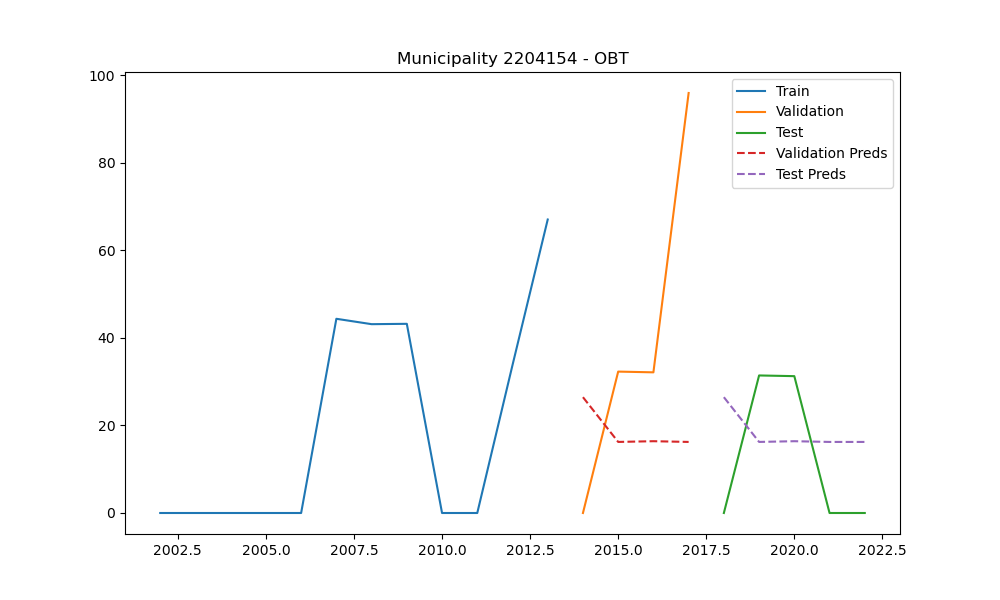 Municipality 2204154 - OBT
100
80
60
40
20
0
2002.5 2005.0 2007.5 2010.0 2012.5 2015.0 2017.5 2020.0 2022.5
Train
Validation
Test
Validation Preds
Test Preds